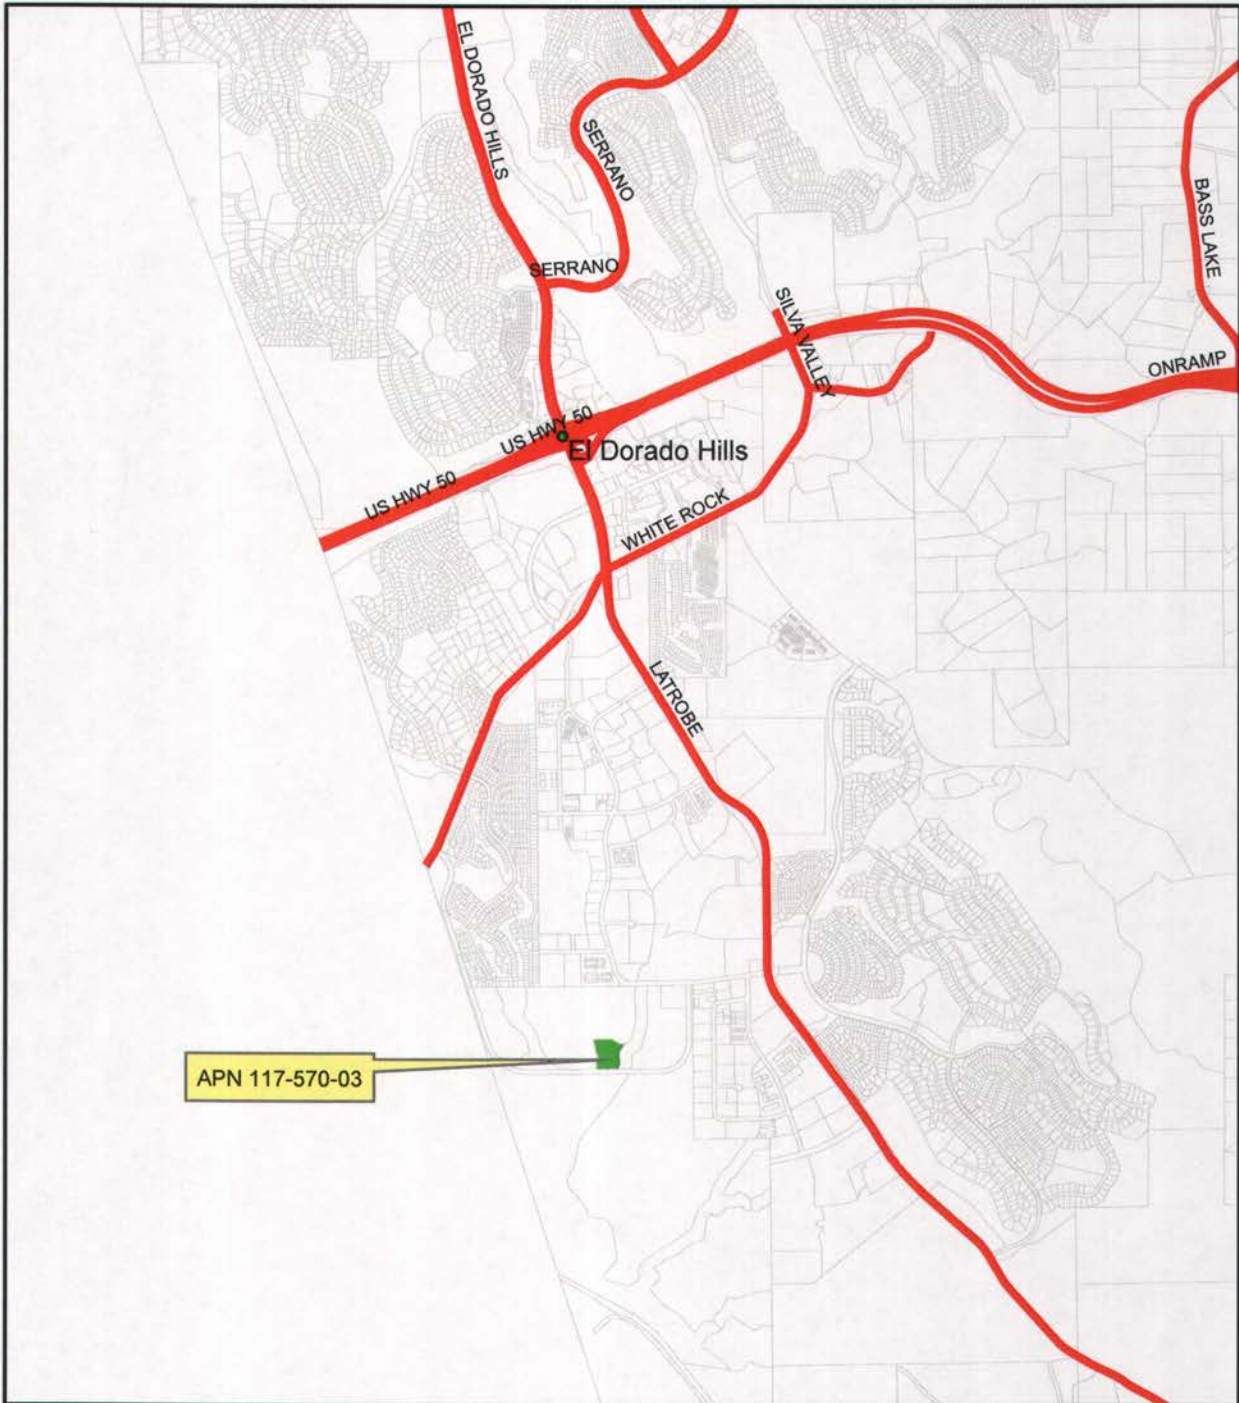 EL DORADO HILLS
SERRANO
SERRANO
BASS LAKE
SILVA VALLEY
ONRAMP
US HWY 50
El Dorado Hills
US HWY 50
WHITE ROCK
LATROBE
APN 117-570-03